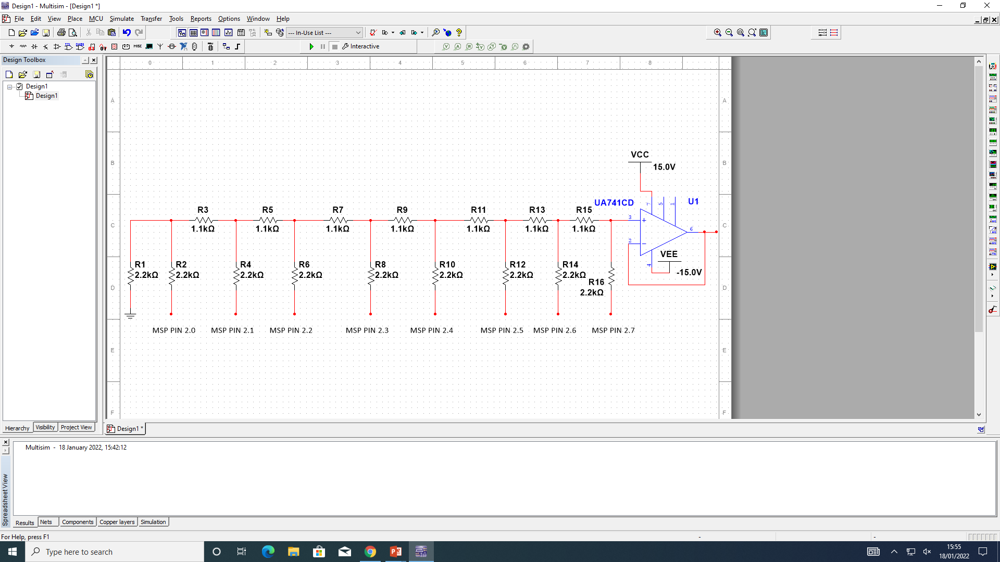 Design1 - Multisim - [Design1 *]
File Edit View Place MCU Simulate Transfer Tools Reports Options Window Help
--- In-Use List ---
Interactive
Design Toolbox
Design1
Design1
0 1 2 3 4 5 6 7 8
A A
B B
C C
D D
E E
F F
VCC
15.0V
UA741CD
U1
7 5 1
3
2
6
4
VEE
-15.0V
R3 R5 R7 R9 R11 R13 R15
1.1kΩ 1.1kΩ 1.1kΩ 1.1kΩ 1.1kΩ 1.1kΩ 1.1kΩ
R1 R2 R4 R6 R8 R10 R12 R14
2.2kΩ 2.2kΩ 2.2kΩ 2.2kΩ 2.2kΩ 2.2kΩ 2.2kΩ 2.2kΩ
R16
2.2kΩ
MSP PIN 2.0 MSP PIN 2.1 MSP PIN 2.2 MSP PIN 2.3 MSP PIN 2.4 MSP PIN 2.5 MSP PIN 2.6 MSP PIN 2.7
Hierarchy Visibility Project View
Design1 *
Multisim - 18 January 2022, 15:42:12
Spreadsheet View
Results Nets Components Copper layers Simulation
For Help, press F1
- -
Type here to search
15:55
18/01/2022